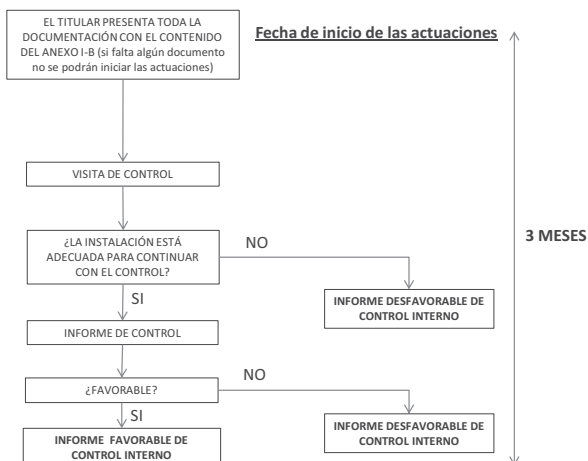 EL TITULAR PRESENTA TODA LA
DOCUMENTACIÓN CON EL CONTENIDO
DEL ANEXO I-B (si falta algún documento
no se podrán iniciar las actuaciones)
Fecha de inicio de las actuaciones
VISITA DE CONTROL
¿LA INSTALACIÓN ESTÁ
ADECUADA PARA CONTINUAR
CON EL CONTROL?
NO
3 MESES
SI
INFORME DESFAVORABLE DE
CONTROL INTERNO
INFORME DE CONTROL
¿FAVORABLE?
NO
SI
INFORME DESFAVORABLE DE
CONTROL INTERNO
INFORME FAVORABLE DE
CONTROL INTERNO